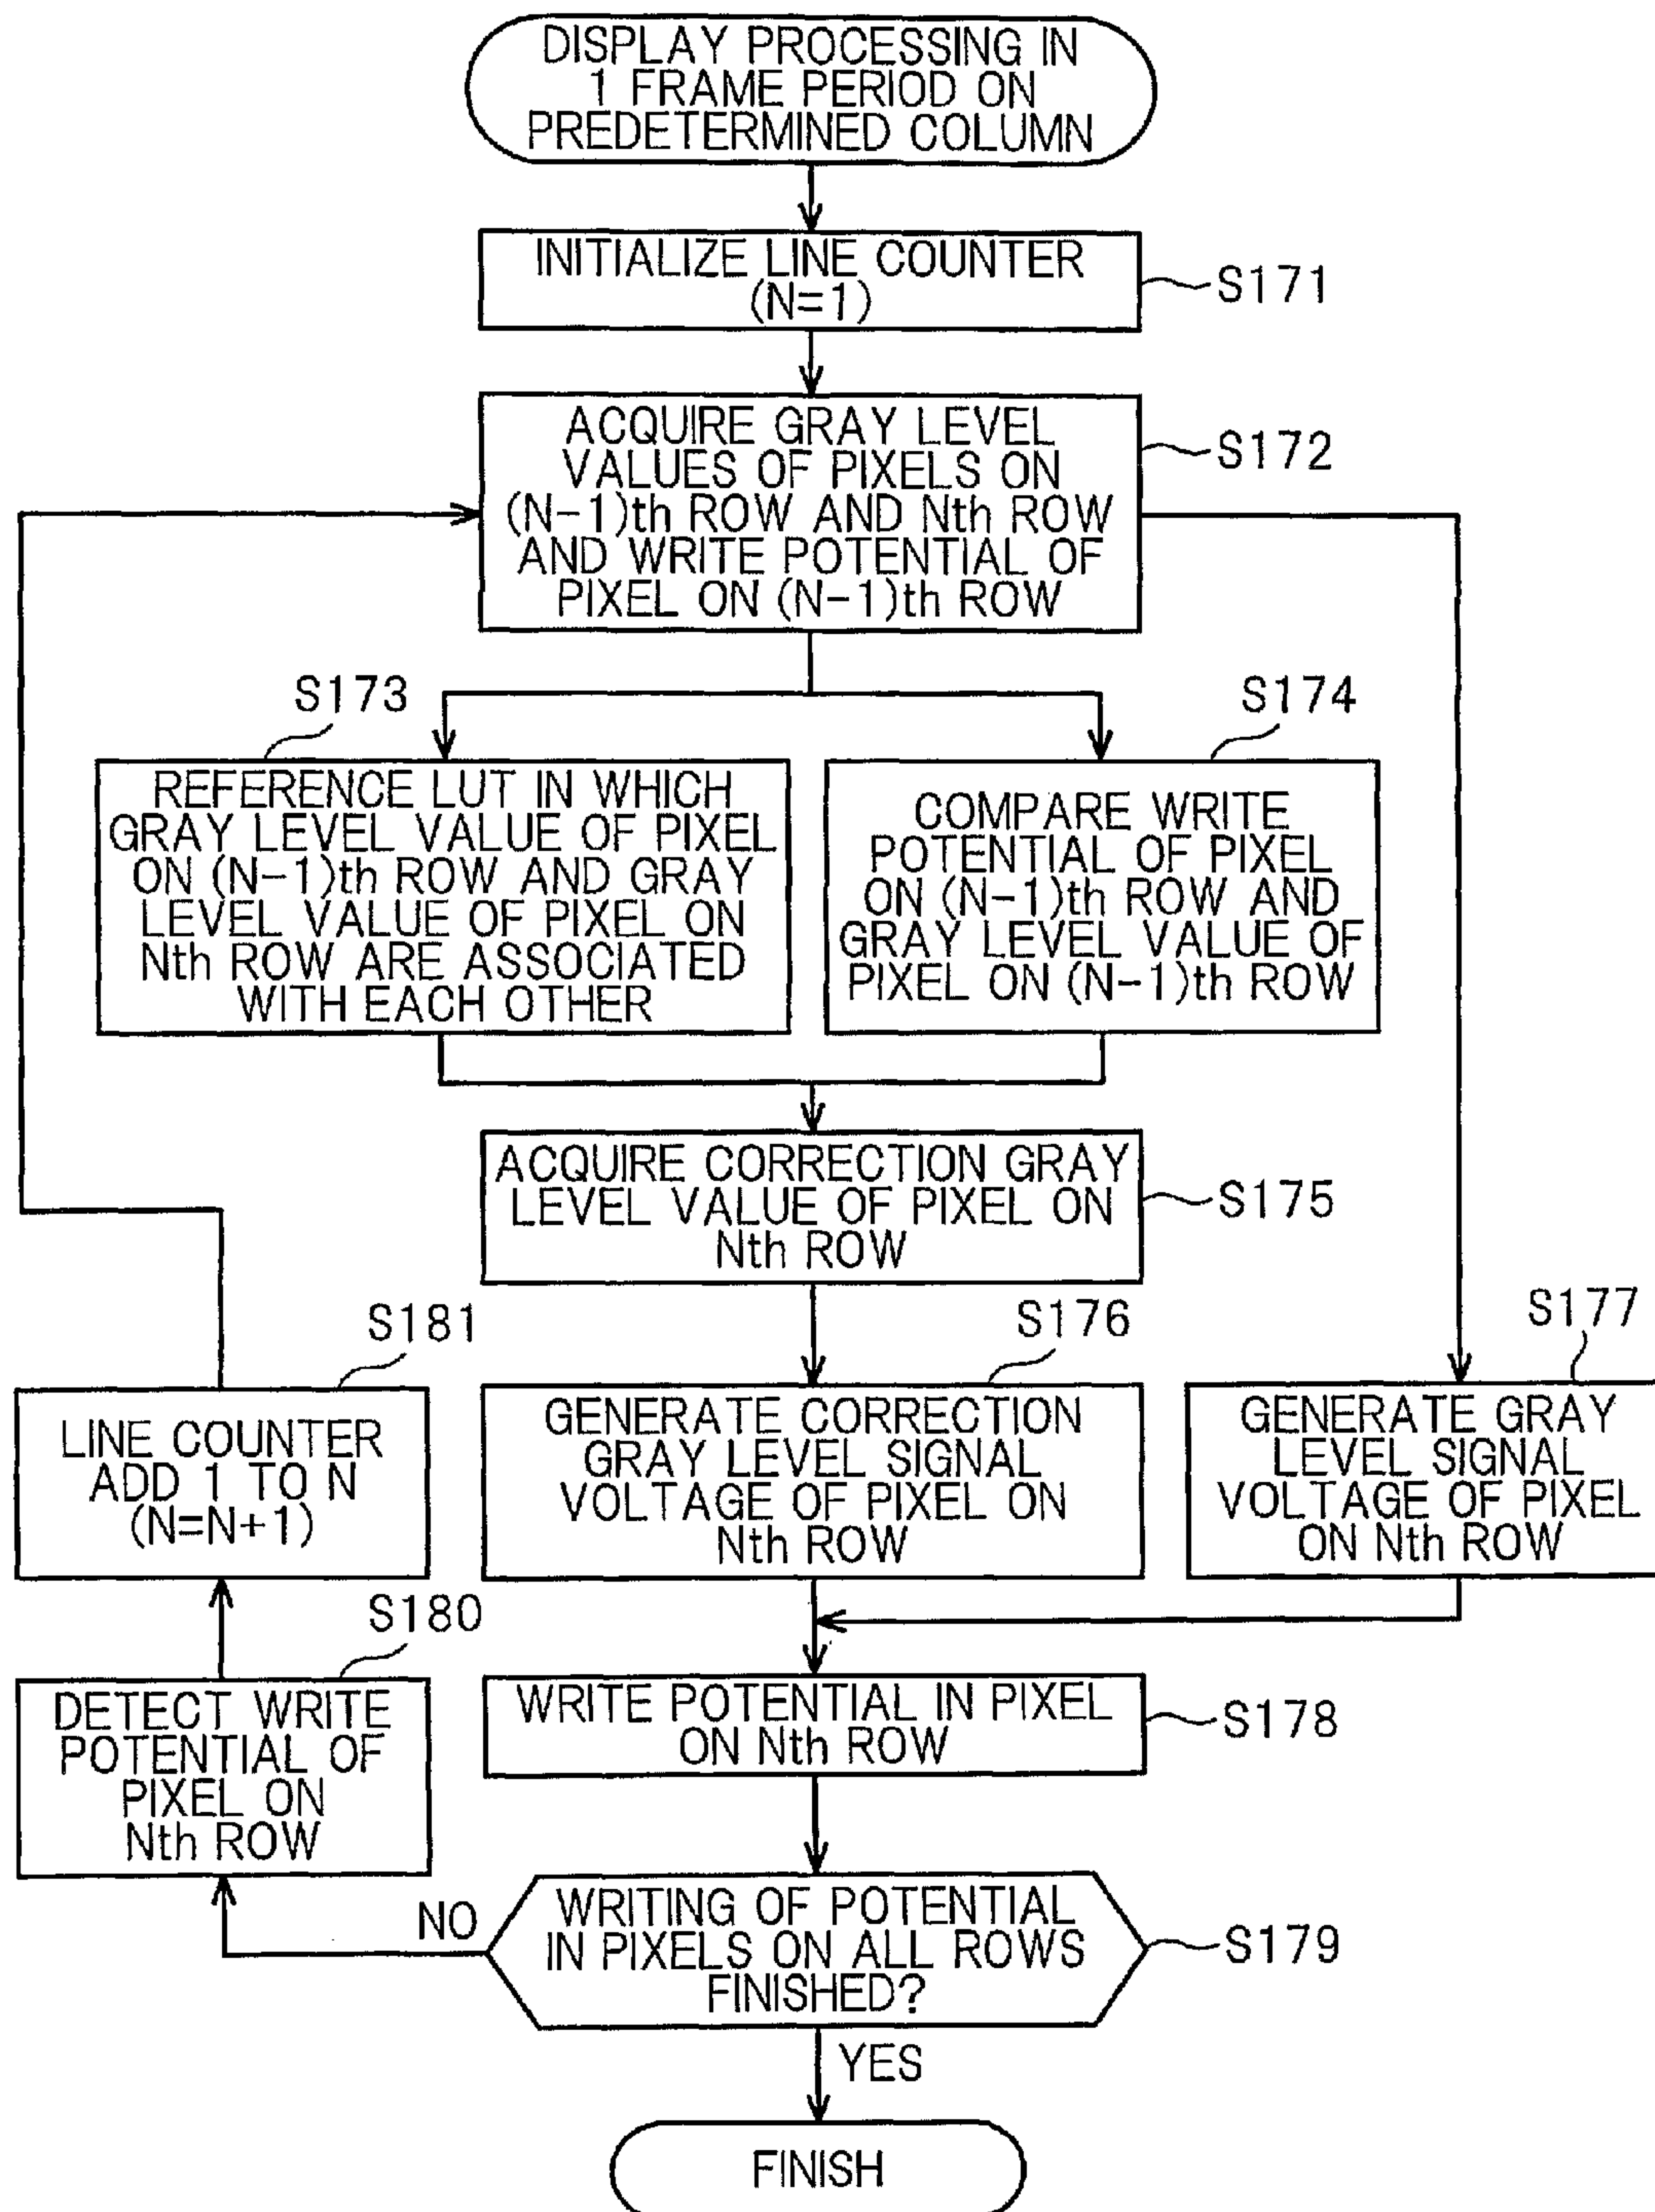 DISPLAY PROCESSING IN
1 FRAME PERIOD ON
PREDETERMINED COLUMN
INITIALIZE LINE COUNTER
(N=1)
S171
ACQUIRE GRAY LEVEL
VALUES OF PIXELS ON
(N-1)th ROW AND Nth ROW
AND WRITE POTENTIAL OF
PIXEL ON (N-1)th ROW
S172
S173
REFERENCE LUT IN WHICH
GRAY LEVEL VALUE OF PIXEL
ON (N-1)th ROW AND GRAY
LEVEL VALUE OF PIXEL ON
Nth ROW ARE ASSOCIATED
WITH EACH OTHER
S174
COMPARE WRITE
POTENTIAL OF PIXEL
ON (N-1)th ROW AND
GRAY LEVEL VALUE OF
PIXEL ON (N-1)th ROW
ACQUIRE CORRECTION GRAY
LEVEL VALUE OF PIXEL ON
Nth ROW
S175
S176
GENERATE CORRECTION
GRAY LEVEL SIGNAL
VOLTAGE OF PIXEL ON
Nth ROW
S177
GENERATE GRAY
LEVEL SIGNAL
VOLTAGE OF PIXEL
ON Nth ROW
WRITE POTENTIAL IN PIXEL
ON Nth ROW
S178
WRITING OF POTENTIAL
IN PIXELS ON ALL ROWS
FINISHED?
S179
NO
S180
DETECT WRITE
POTENTIAL OF
PIXEL ON
Nth ROW
S181
LINE COUNTER
ADD 1 TO N
(N=N+1)
YES
FINISH